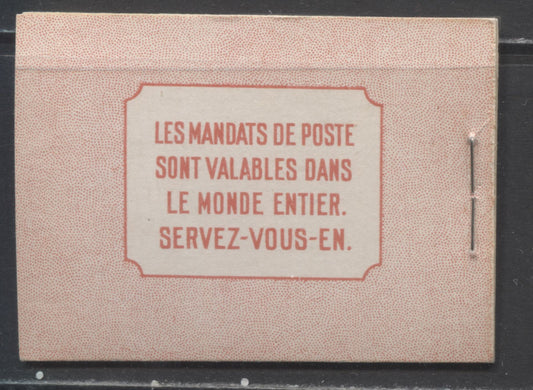 LES MANDATS DE POSTE
SONT VALABLES DANS
LE MONDE ENTIER.
SERVEZ-VOUS-EN.